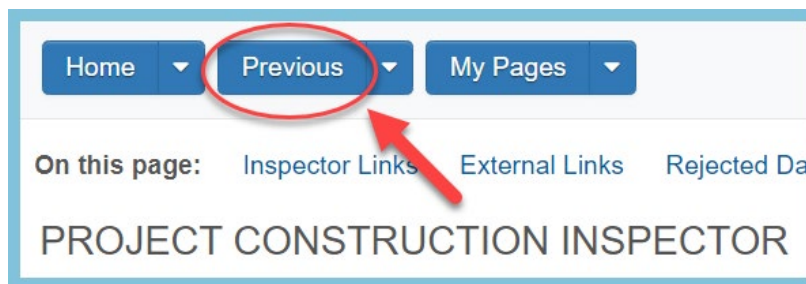 Home Previous My Pages
On this page: Inspector Links External Links Rejected Da
PROJECT CONSTRUCTION INSPECTOR